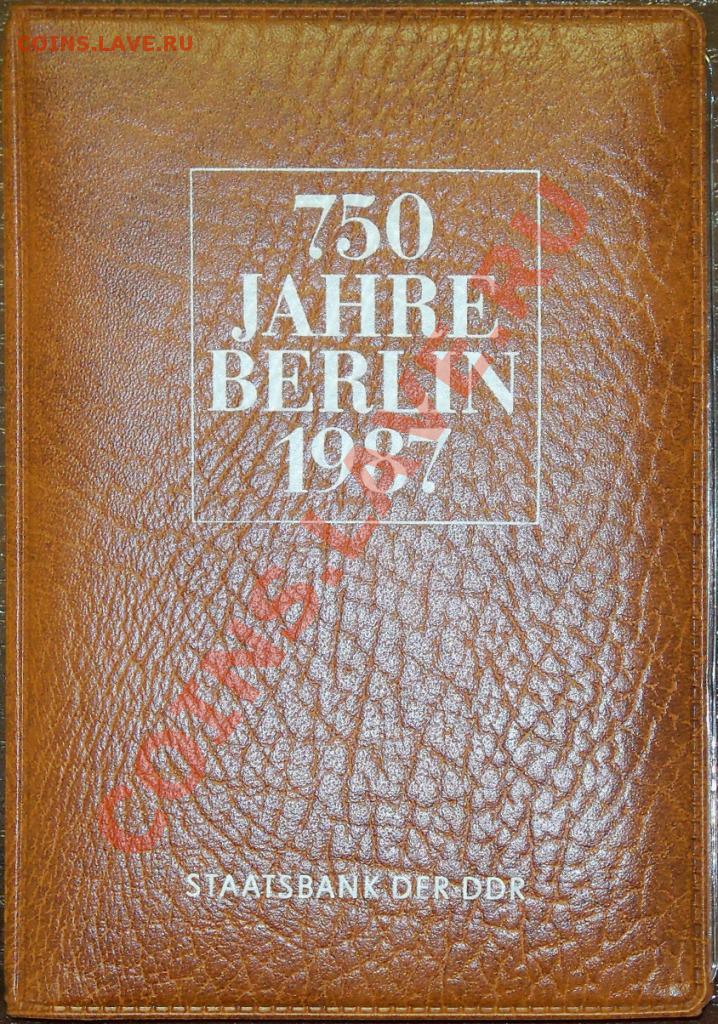 COINS.LAVE.RU
750
JAHRE
BERLIN
1987
COINS.LAVE.RU
STAATSBANK DER DDR